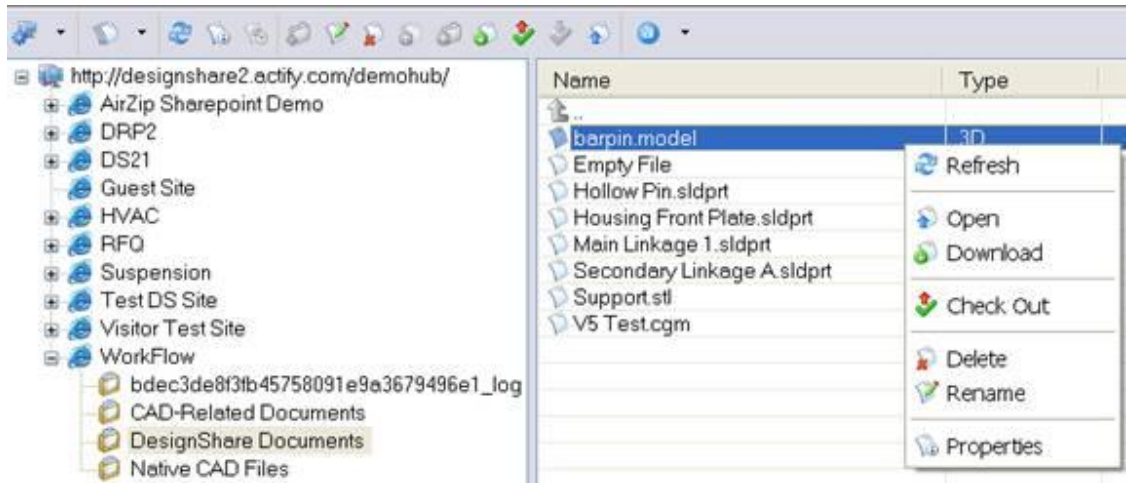 http://designshare2.actify.com/demohub/
AirZip Sharepoint Demo
DRP2
DS21
Guest Site
HVAC
RFQ
Suspension
Test DS Site
Visitor Test Site
WorkFlow
bdec3de8f3fb45758091e9a3679496e1_log
CAD-Related Documents
DesignShare Documents
Native CAD Files
Name Type
..
barpin.model 3D
Empty File
Hollow Pin.sldprt
Housing Front Plate.sldprt
Main Linkage 1.sldprt
Secondary Linkage A.sldprt
Support.stl
V5 Test.cgm
Refresh
Open
Download
Check Out
Delete
Rename
Properties